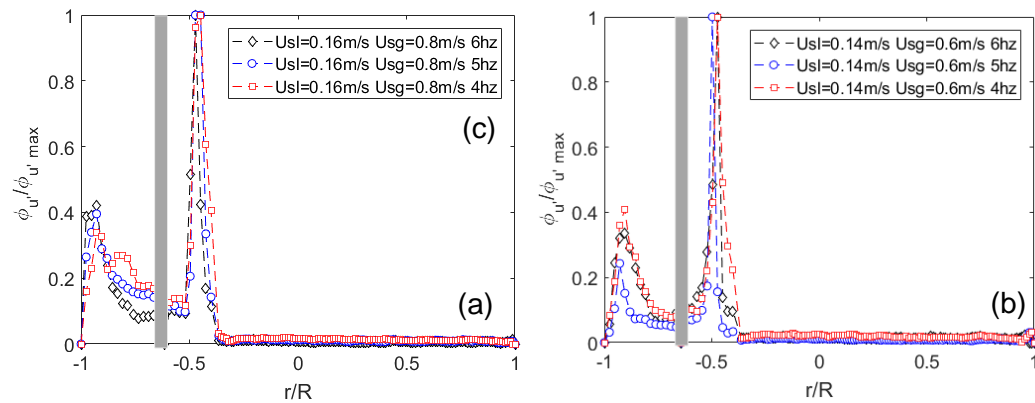 1
0.8
0.6
0.4
0.2
0
ϕu'/ϕu' max
Usl=0.16m/s Usg=0.8m/s 6hz
Usl=0.16m/s Usg=0.8m/s 5hz
Usl=0.16m/s Usg=0.8m/s 4hz
(c)
(a)
-1 -0.5 0 0.5 1
r/R
1
0.8
0.6
0.4
0.2
0
ϕu'/ϕu' max
Usl=0.14m/s Usg=0.6m/s 6hz
Usl=0.14m/s Usg=0.6m/s 5hz
Usl=0.14m/s Usg=0.6m/s 4hz
(b)
-1 -0.5 0 0.5 1
r/R